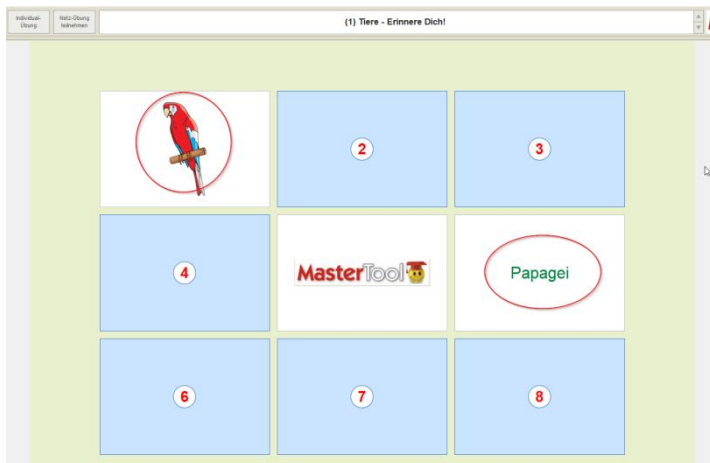 Individual-
Übung
Netz-Übung
teilnehmen
(1) Tiere - Erinnere Dich!
2
3
4
MasterTool
Papagei
6
7
8